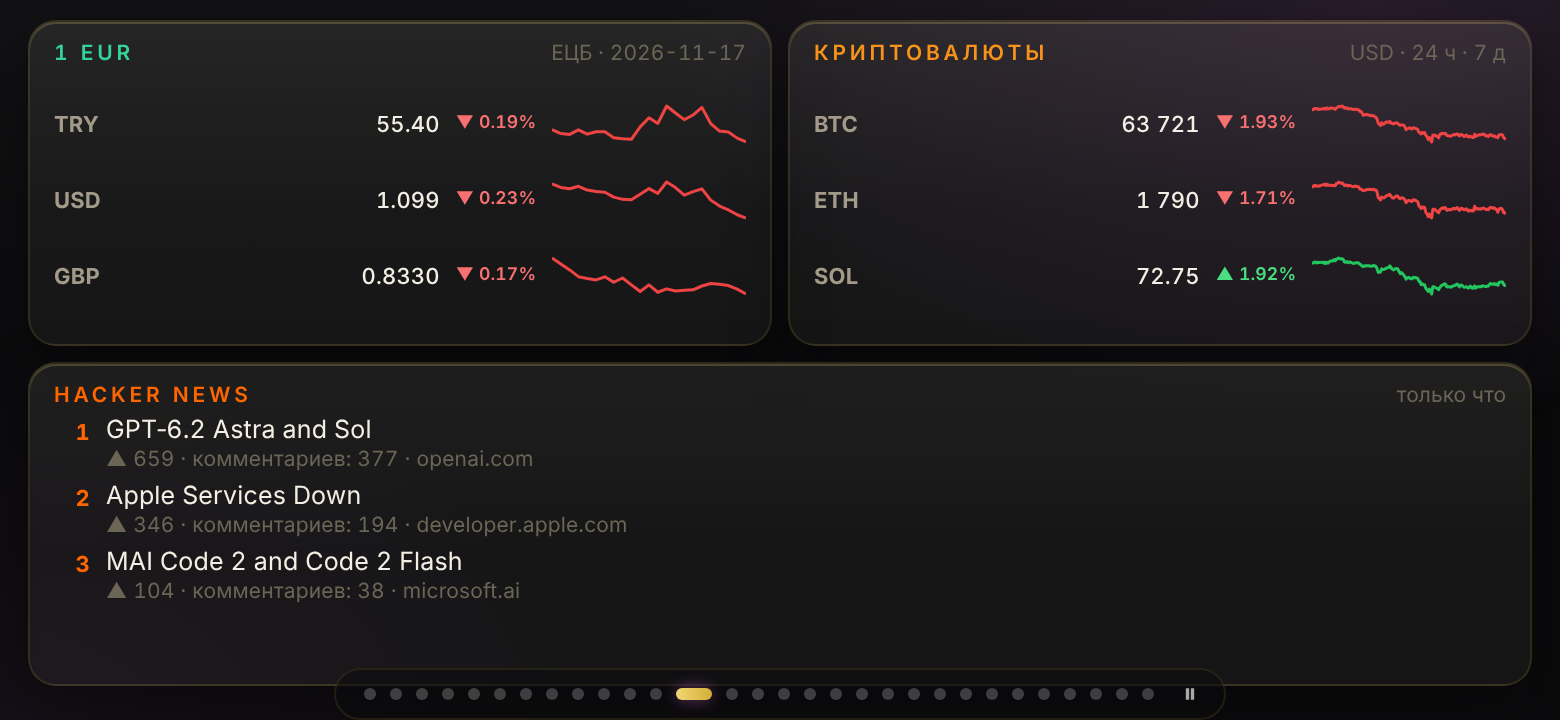 1 EUR
ЕЦБ · 2026-11-17
TRY 55.40 ▼ 0.19%
USD 1.099 ▼ 0.23%
GBP 0.8330 ▼ 0.17%
КРИПТОВАЛЮТЫ
USD · 24 ч · 7 д
BTC 63 721 ▼ 1.93%
ETH 1 790 ▼ 1.71%
SOL 72.75 ▲ 1.92%
HACKER NEWS
только что
1 GPT-6.2 Astra and Sol
▲ 659 · комментариев: 377 · openai.com
2 Apple Services Down
▲ 346 · комментариев: 194 · developer.apple.com
3 MAI Code 2 and Code 2 Flash
▲ 104 · комментариев: 38 · microsoft.ai